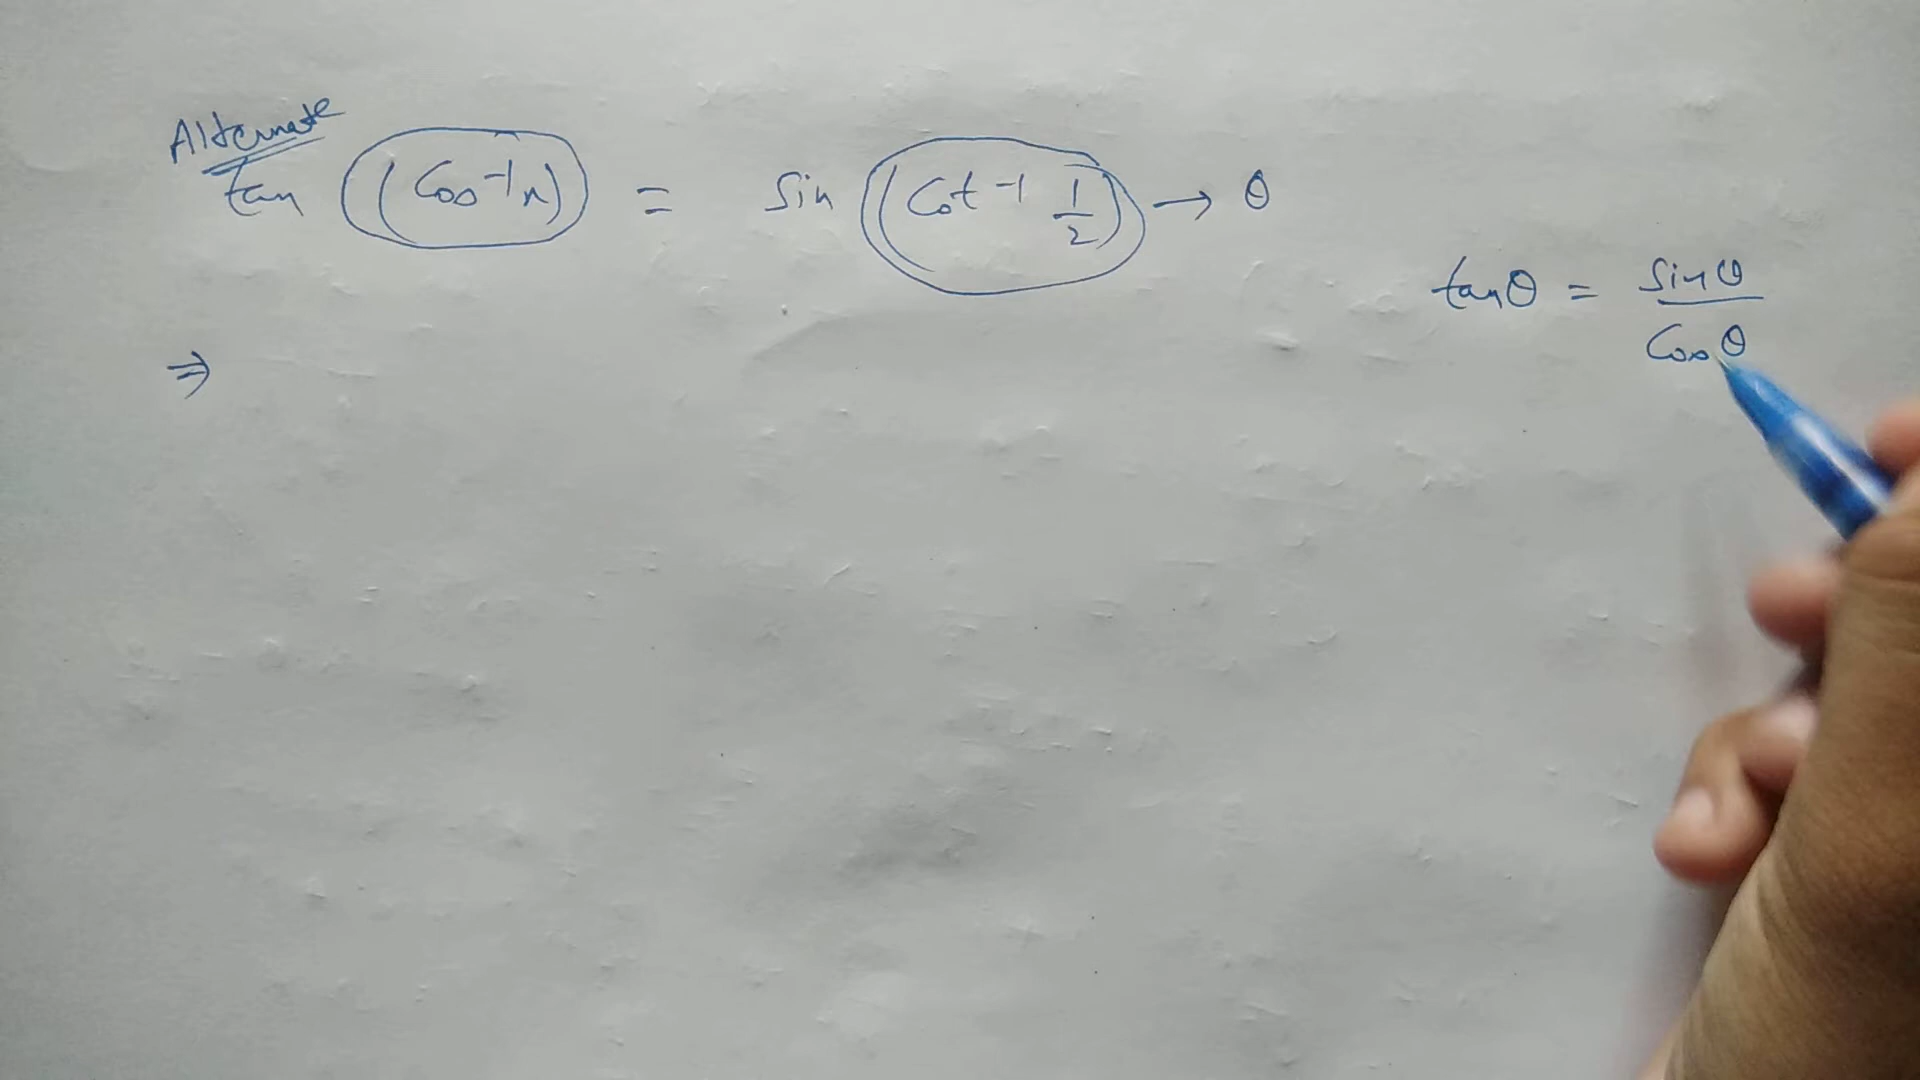 Alternate
tan (Cos⁻¹x) = Sin (Cot⁻¹ 1/2) → θ
tanθ = Sinθ/Cosθ
⇒